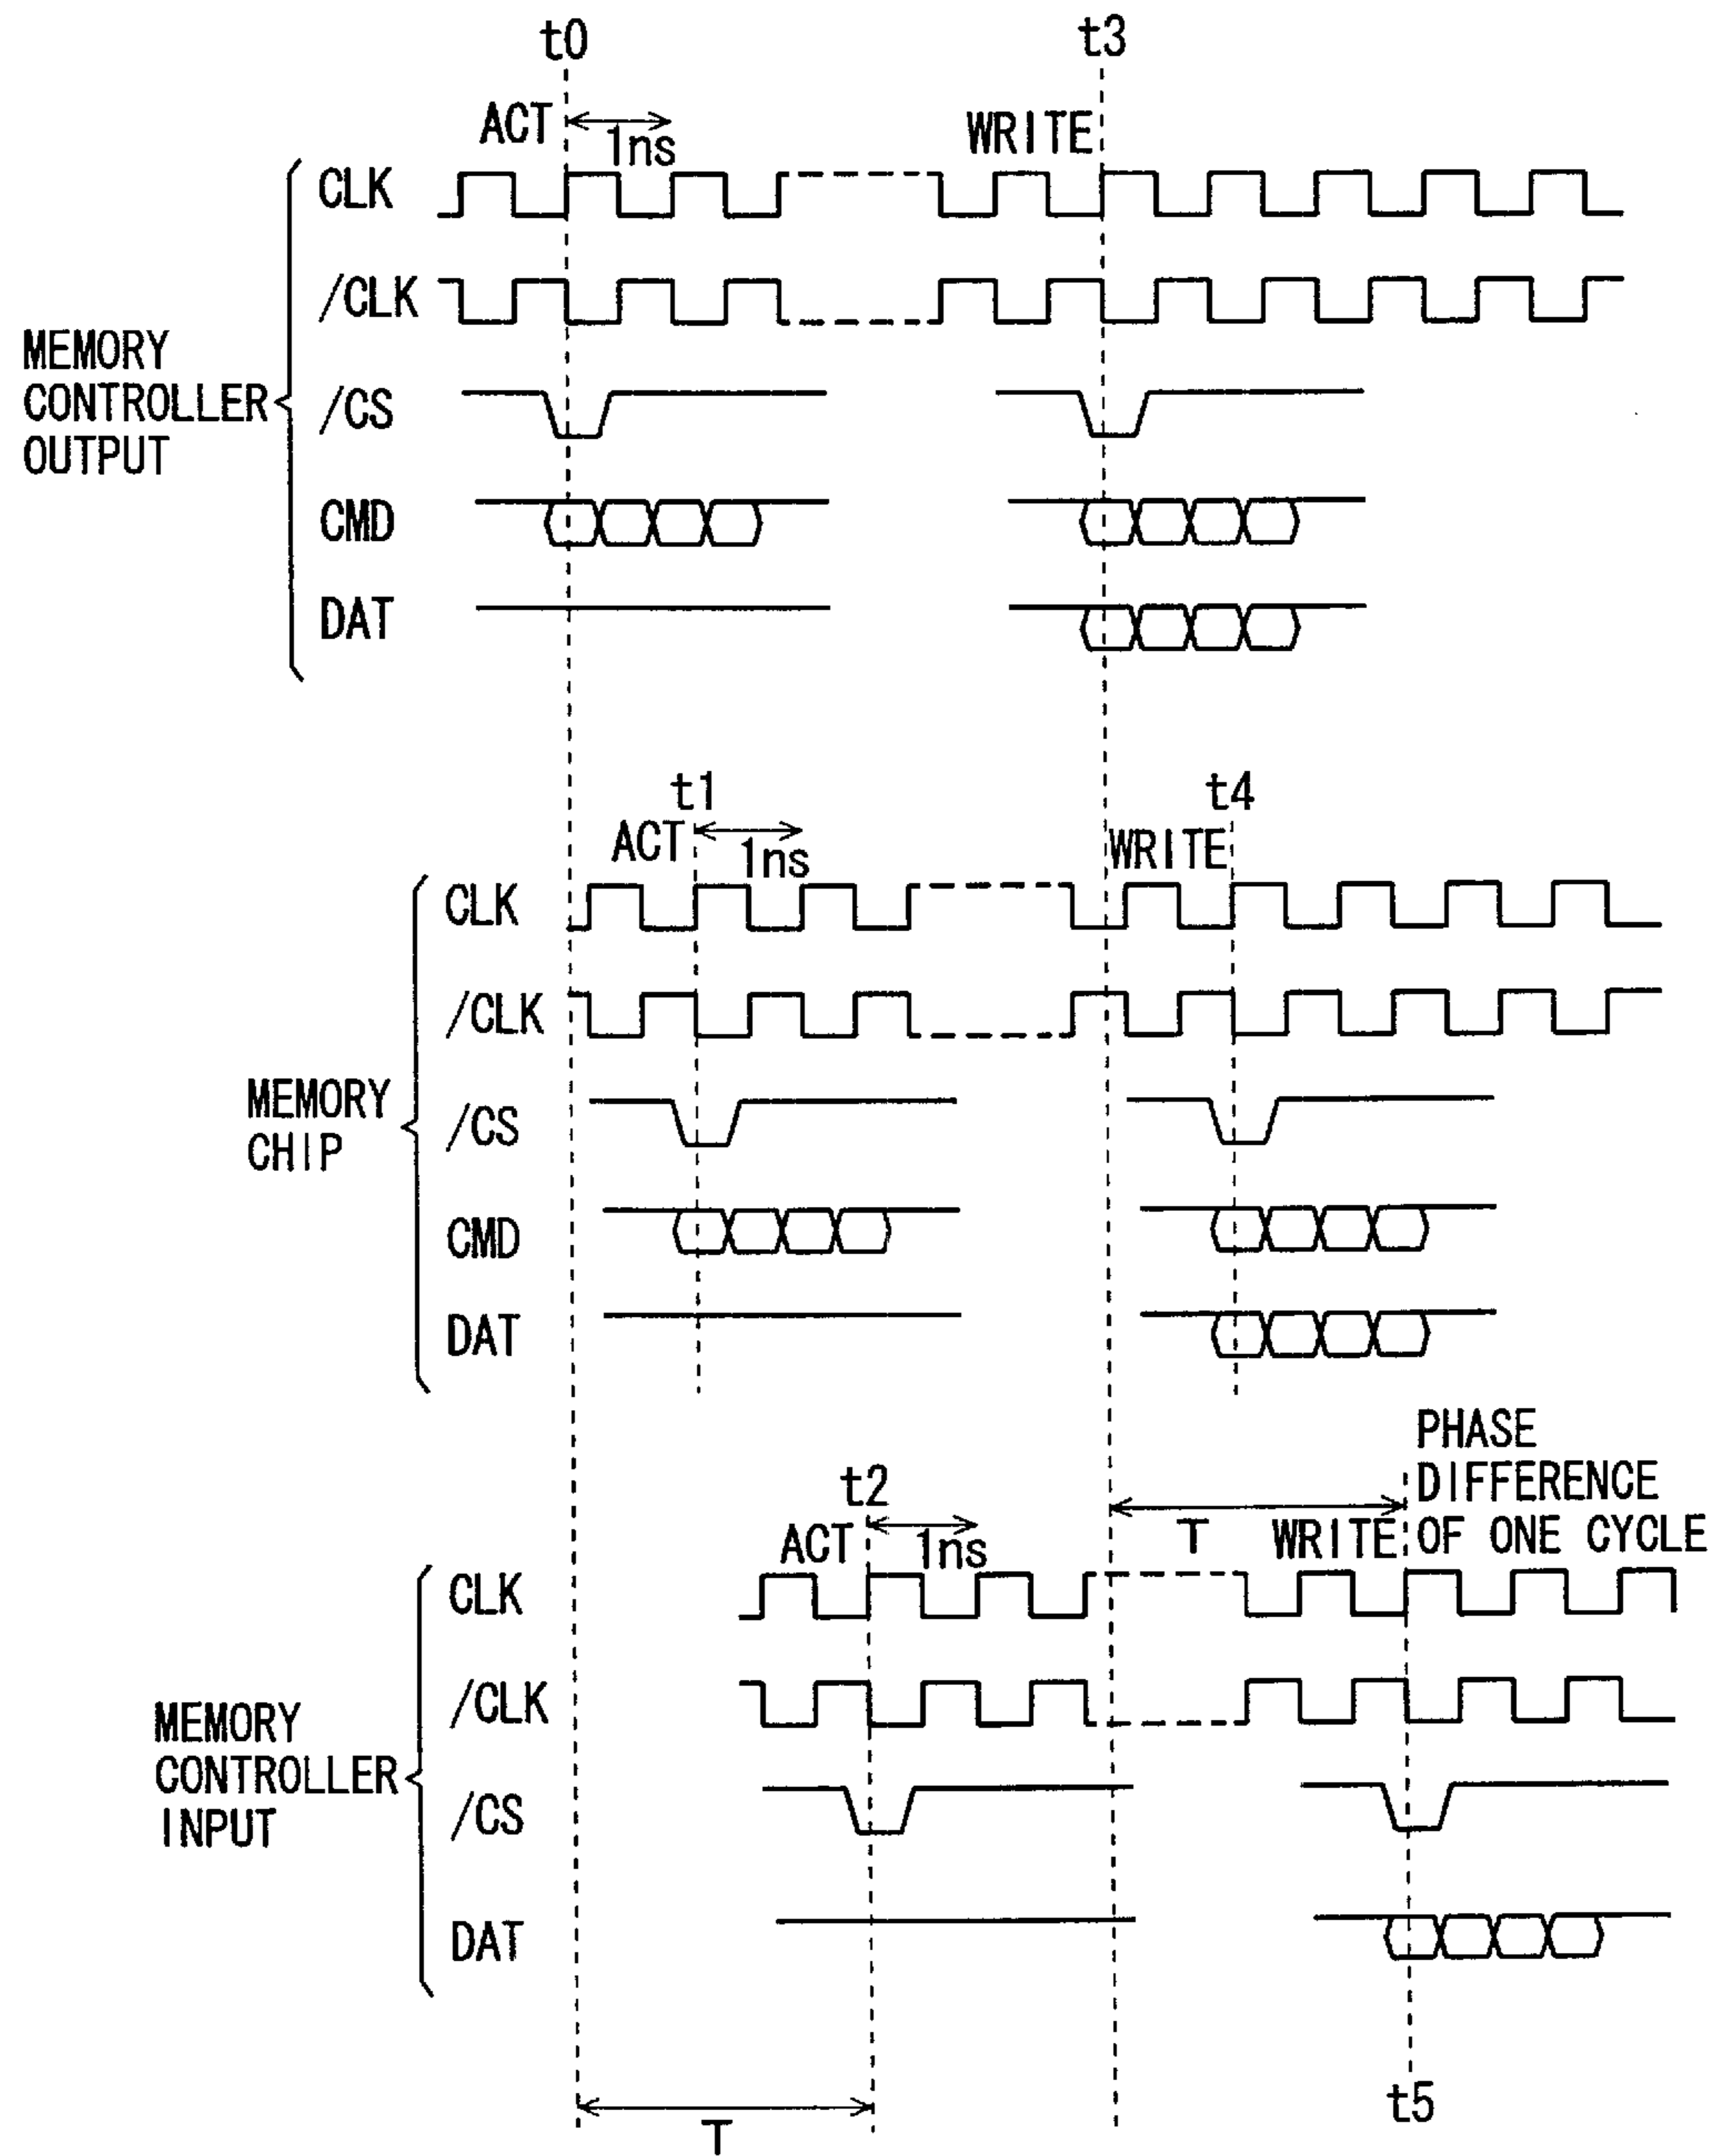 t0
t3
ACT
1ns
WRITE
CLK
/CLK
MEMORY
CONTROLLER
OUTPUT
/CS
CMD
DAT
t1
t4
ACT
1ns
WRITE
CLK
/CLK
MEMORY
CHIP
/CS
CMD
DAT
PHASE
DIFFERENCE
OF ONE CYCLE
t2
ACT
1ns
T
WRITE
CLK
/CLK
MEMORY
CONTROLLER
INPUT
/CS
DAT
t5
T